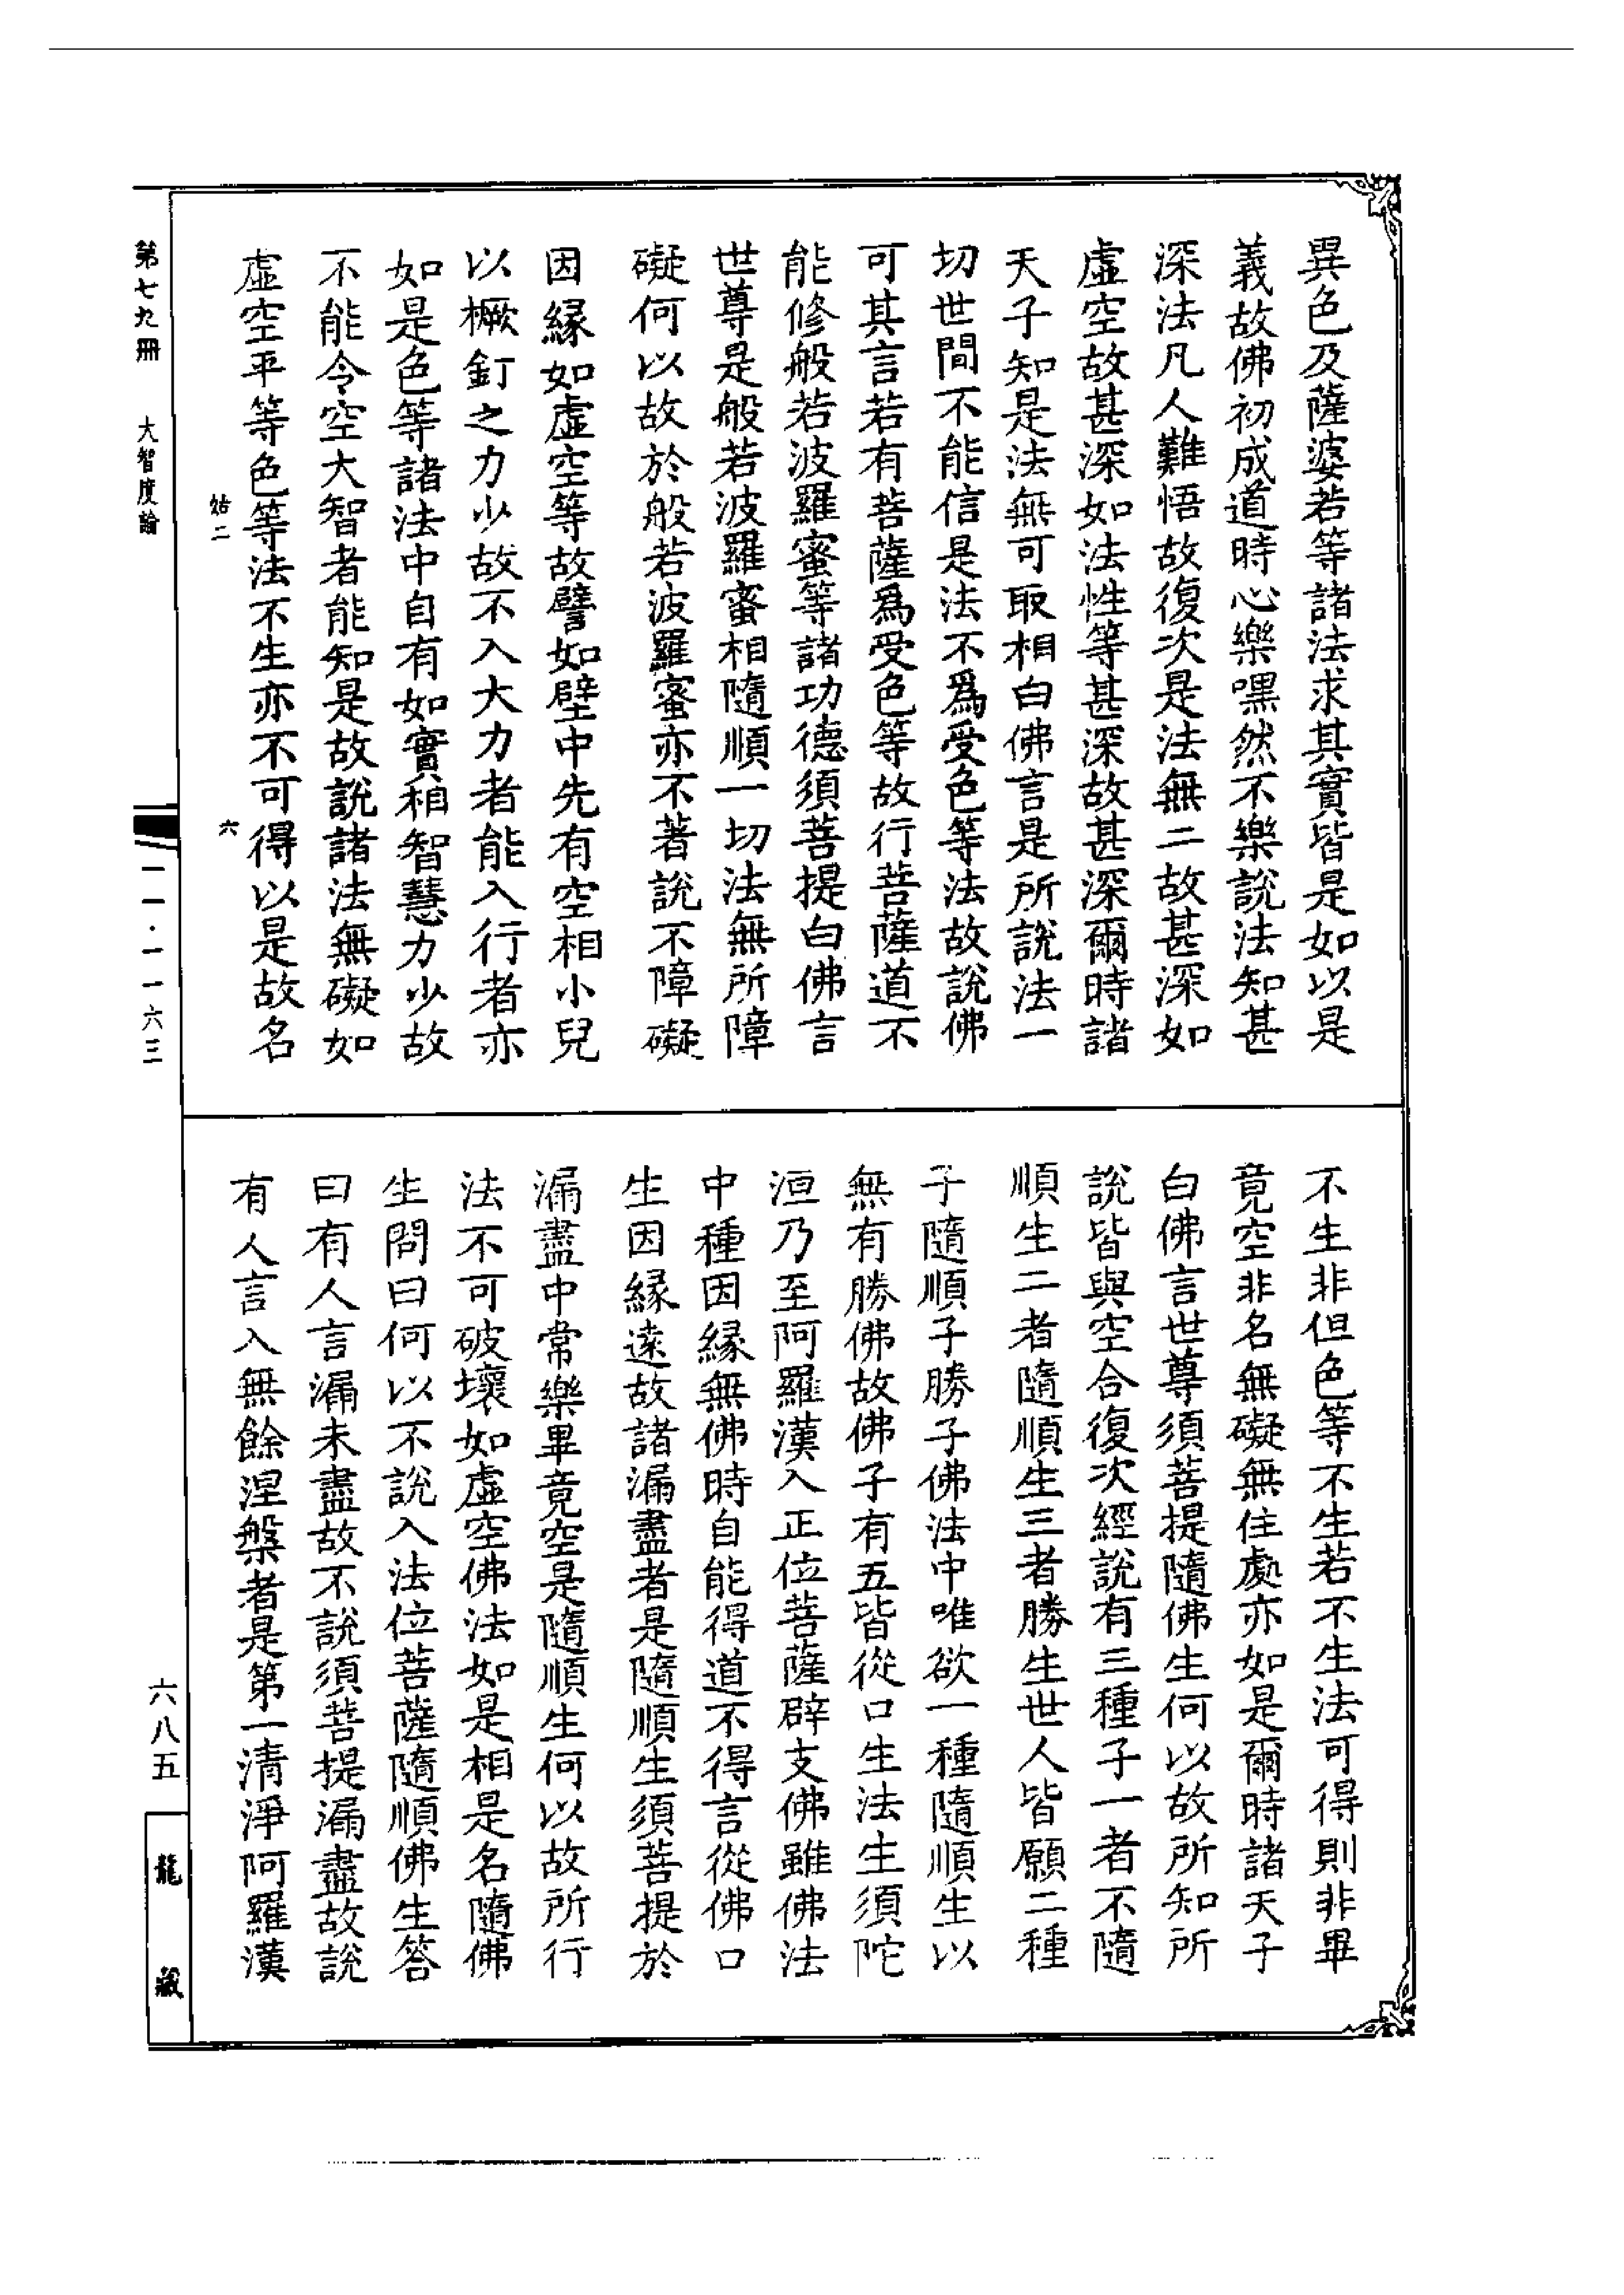 異色及薩婆若等諸法求其實皆是如以是
義故佛初成道時心樂嘿然不樂說法知甚
深法凡人難悟故復次是法無二故甚深如
虛空故甚深如法性等甚深故甚深爾時諸
天子知是法無可取相白佛言是所說法一
切世間不能信是法不爲受色等法故說佛
可其言若有菩薩爲受色等故行菩薩道不
能修般若波羅蜜等諸功德須菩提白佛言
世尊是般若波羅蜜相隨順一切法無所障
礙何以故於般若波羅蜜亦不著說不障礙
因緣如虛空等故譬如壁中先有空相小兒
以橛釘之力少故不入大力者能入行者亦
如是色等諸法中自有如實相智慧力少故
不能令空大智者能知是故說諸法無礙如
虛空平等色等法不生亦不可得以是故名
姑二
六
不生非但色等不生若不生法可得則非畢
竟空非名無礙無住處亦如是爾時諸天子
白佛言世尊須菩提隨佛生何以故所知所
說皆與空合復次經說有三種子一者不隨
順生二者隨順生三者勝生世人皆願二種
子隨順子勝子佛法中唯欲一種隨順生以
無有勝佛故佛子有五皆從口生法生須陀
洹乃至阿羅漢入正位菩薩辟支佛雖佛法
中種因緣無佛時自能得道不得言從佛口
生因緣遠故諸漏盡者是隨順生須菩提於
漏盡中常樂畢竟空是隨順生何以故所行
法不可破壞如虛空佛法如是相是名隨佛
生問曰何以不說入法位菩薩隨順佛生答
曰有人言漏未盡故不說須菩提漏盡故說
有人言入無餘涅槃者是第一清淨阿羅漢
第七九冊
大智度論
二一·一一六三
六八五
龍藏